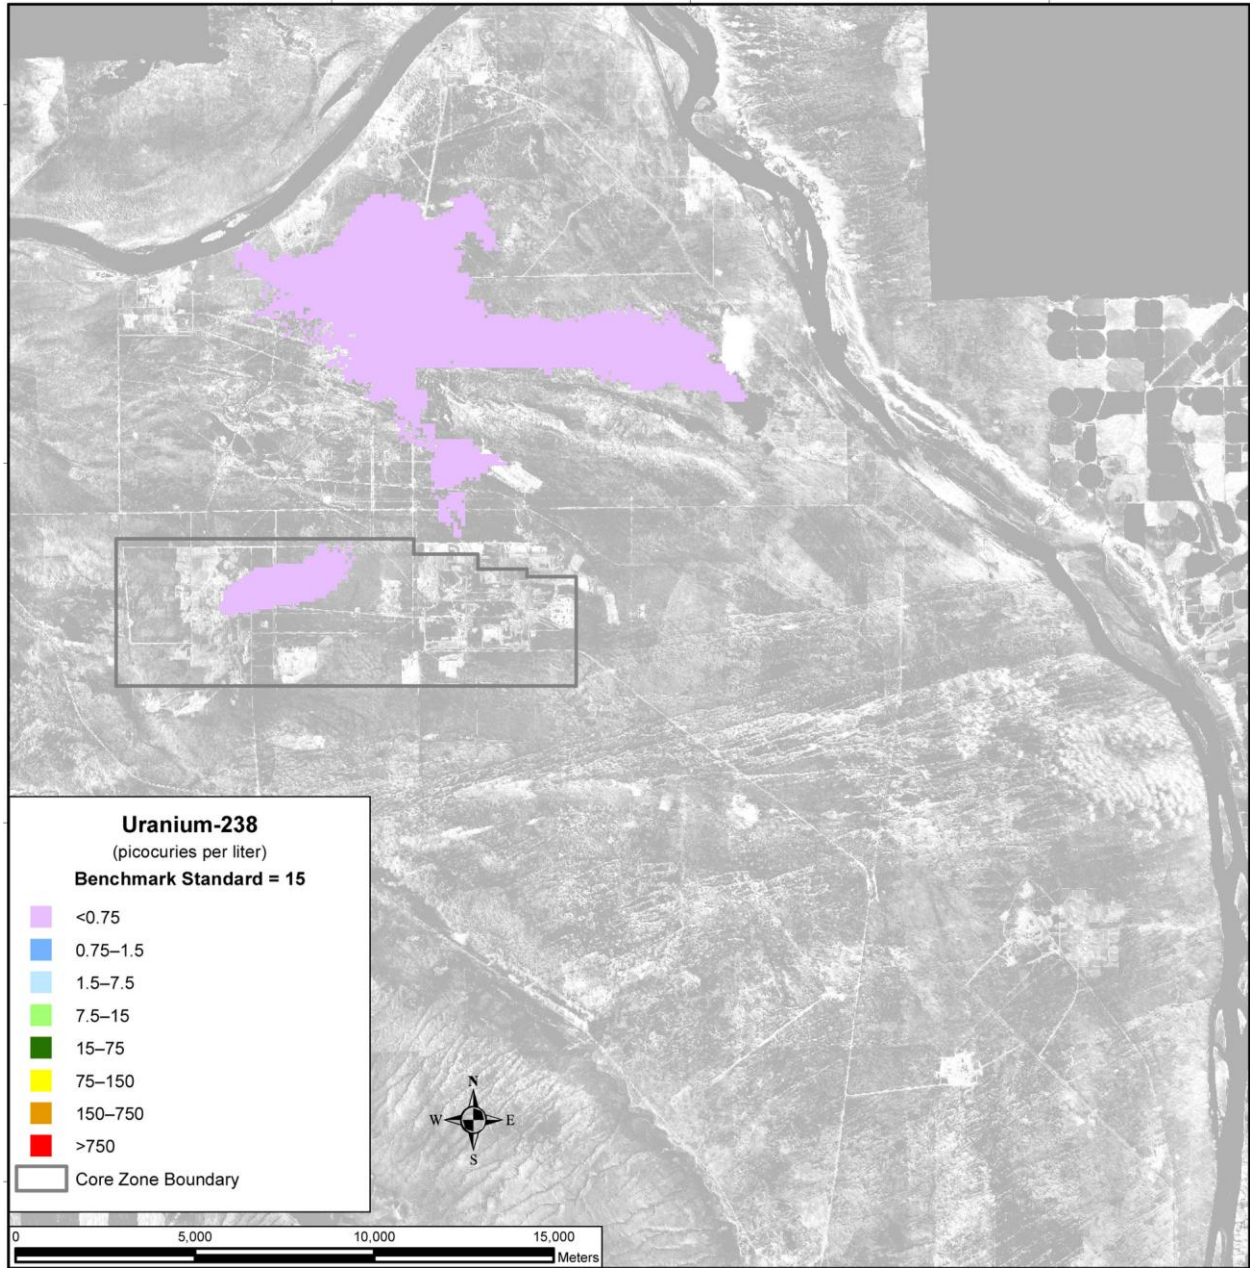 Uranium-238
(picocuries per liter)
Benchmark Standard = 15
<0.75
0.75–1.5
1.5–7.5
7.5–15
15–75
75–150
150–750
>750
Core Zone Boundary
N
W E
S
0 5,000 10,000 15,000
Meters